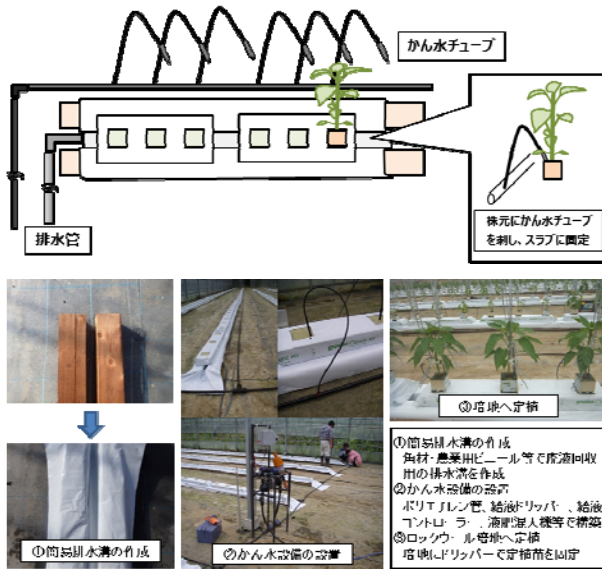 かん水チューブ
排水管
株元にかん水チューブ
を刺し、スラブに固定
①簡易排水溝の作成
②かん水設備の設置
③培地へ定植
①簡易排水溝の作成
角材・農業用ビニール等で廃液回収
用の排水溝を作成
②かん水設備の設置
ポリエチレン管、給液ドリッパー、給液
コントローラー、液肥混入機等で構築
③ロックウール培地へ定植
培地にドリッパーで定植苗を固定